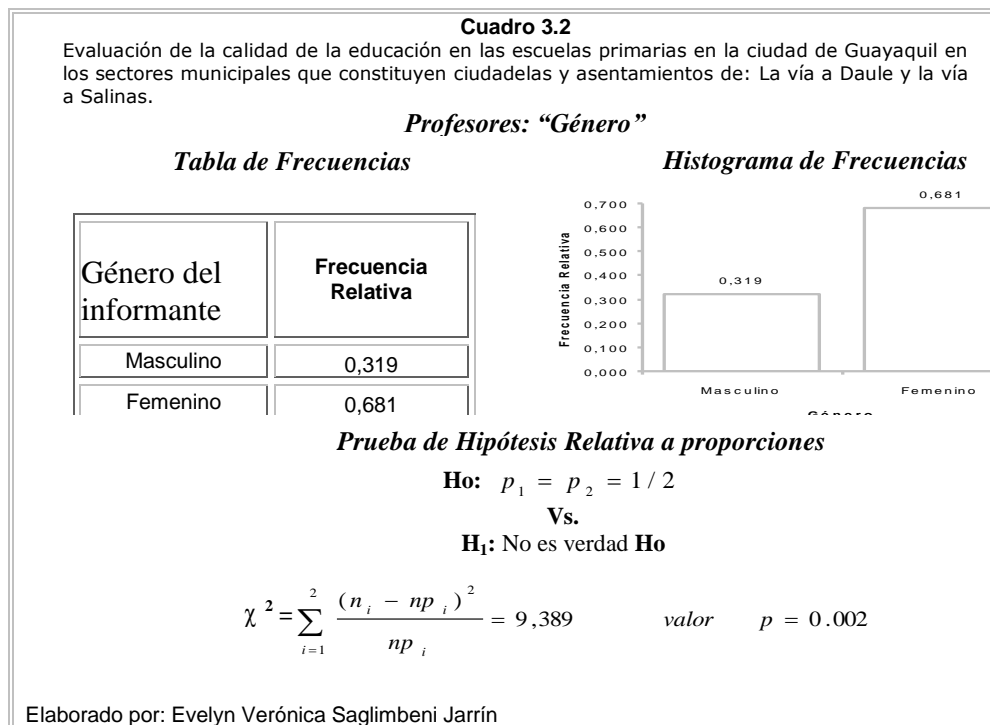 Cuadro 3.2
Evaluación de la calidad de la educación en las escuelas primarias en la ciudad de Guayaquil en
los sectores municipales que constituyen ciudadelas y asentamientos de: La vía a Daule y la vía
a Salinas.
Profesores: “Género”
Tabla de Frecuencias
Género del
informante
Frecuencia
Relativa
Masculino 0,319
Femenino 0,681
Histograma de Frecuencias
Frecuencia Relativa
0,700
0,600
0,500
0,400
0,300
0,200
0,100
0,000
0,319
0,681
Masculino Femenino
Género
Prueba de Hipótesis Relativa a proporciones
Ho: p₁ = p₂ = 1 / 2
Vs.
H₁: No es verdad Ho
χ² = ∑ᵢ₌₁² (nᵢ − npᵢ)² / npᵢ = 9,389 valor p = 0.002
Elaborado por: Evelyn Verónica Saglimbeni Jarrín